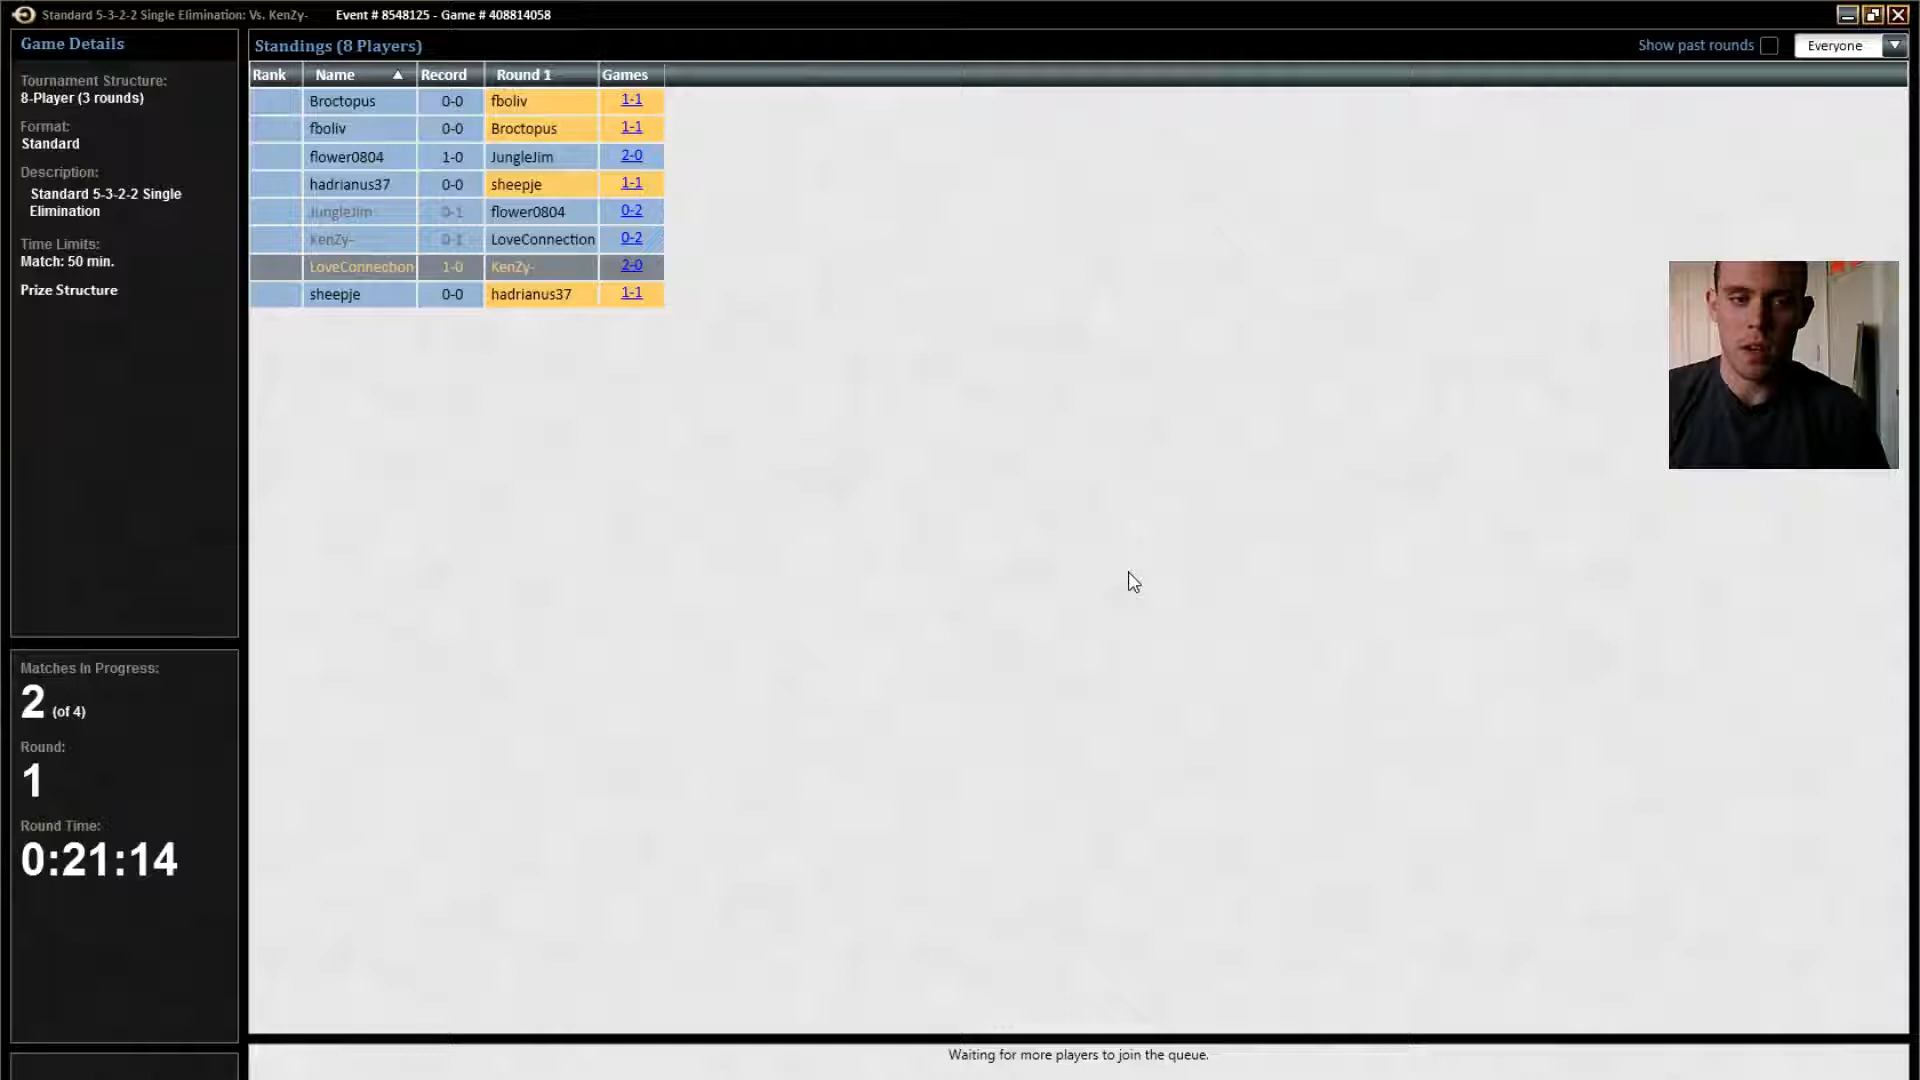 Standard 5-3-2-2 Single Elimination: Vs. KenZy- Event # 8548125 - Game # 408814058
Game Details
Tournament Structure:
8-Player (3 rounds)
Format:
Standard
Description:
Standard 5-3-2-2 Single
Elimination
Time Limits:
Match: 50 min.
Prize Structure
Matches In Progress:
2 (of 4)
Round:
1
Round Time:
0:21:14
Standings (8 Players) Show past rounds Everyone
Rank Name Record Round 1 Games
Broctopus 0-0 fboliv 1-1
fboliv 0-0 Broctopus 1-1
flower0804 1-0 JungleJim 2-0
hadrianus37 0-0 sheepje 1-1
JungleJim 0-1 flower0804 0-2
KenZy- 0-1 LoveConnection 0-2
LoveConnection 1-0 KenZy- 2-0
sheepje 0-0 hadrianus37 1-1
Waiting for more players to join the queue.